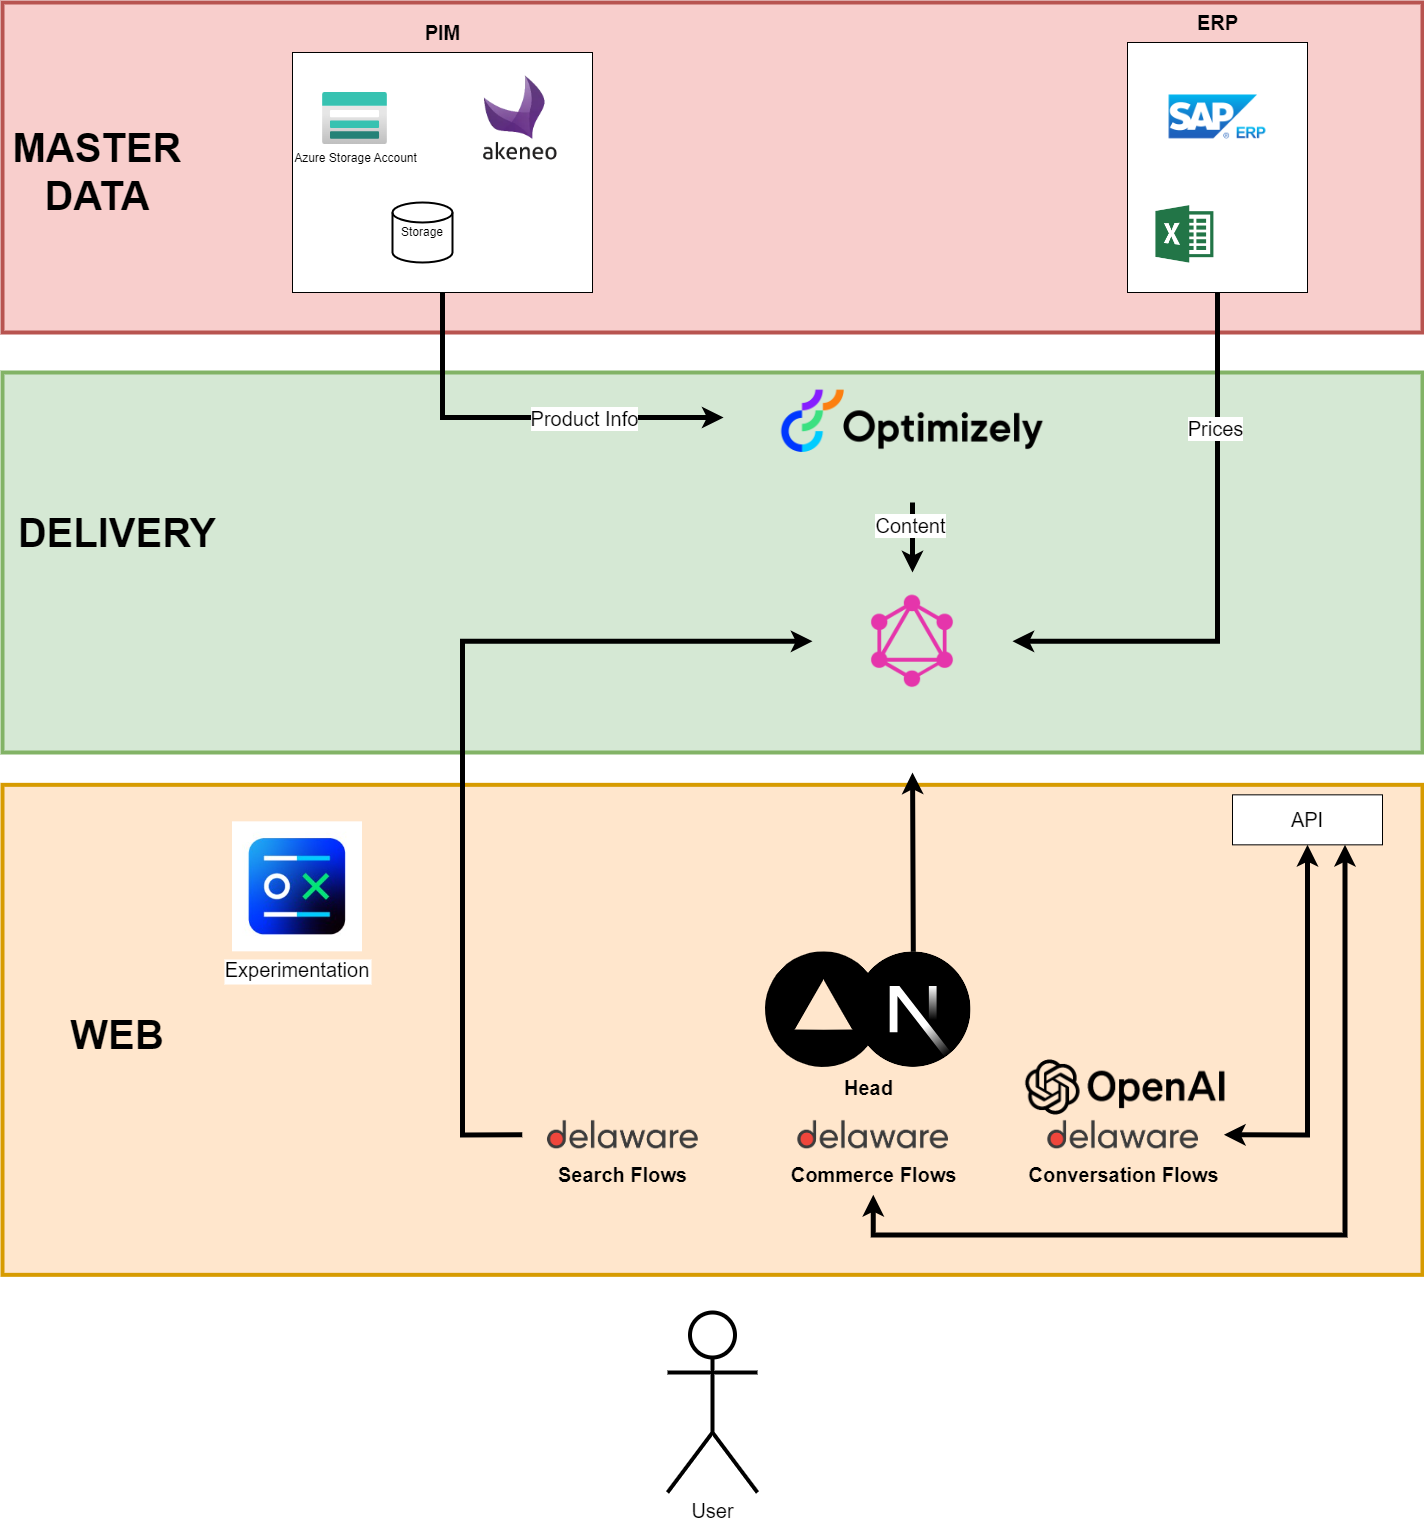 PIM
ERP
MASTER
DATA
Azure Storage Account
akeneo
Storage
SAP
® ERP
X
Product Info
Optimizely
Prices
Content
DELIVERY
API
Experimentation
WEB
N
Head
OpenAI
delaware
delaware
delaware
Search Flows
Commerce Flows
Conversation Flows
User